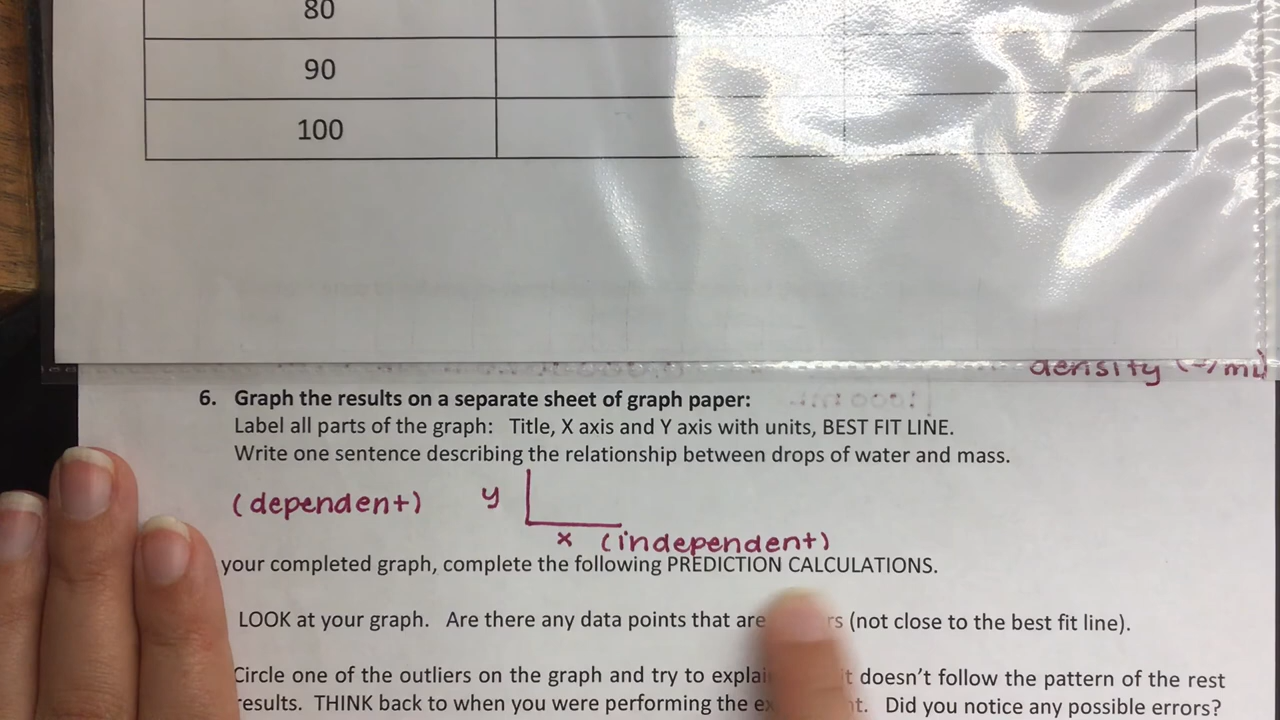 80
90
100
density (g/ml)
6. Graph the results on a separate sheet of graph paper:
Label all parts of the graph: Title, X axis and Y axis with units, BEST FIT LINE.
Write one sentence describing the relationship between drops of water and mass.
(dependent) y
x (independent)
your completed graph, complete the following PREDICTION CALCULATIONS.
LOOK at your graph. Are there any data points that are rs (not close to the best fit line).
Circle one of the outliers on the graph and try to explai it doesn't follow the pattern of the rest
results. THINK back to when you were performing the ex t. Did you notice any possible errors?